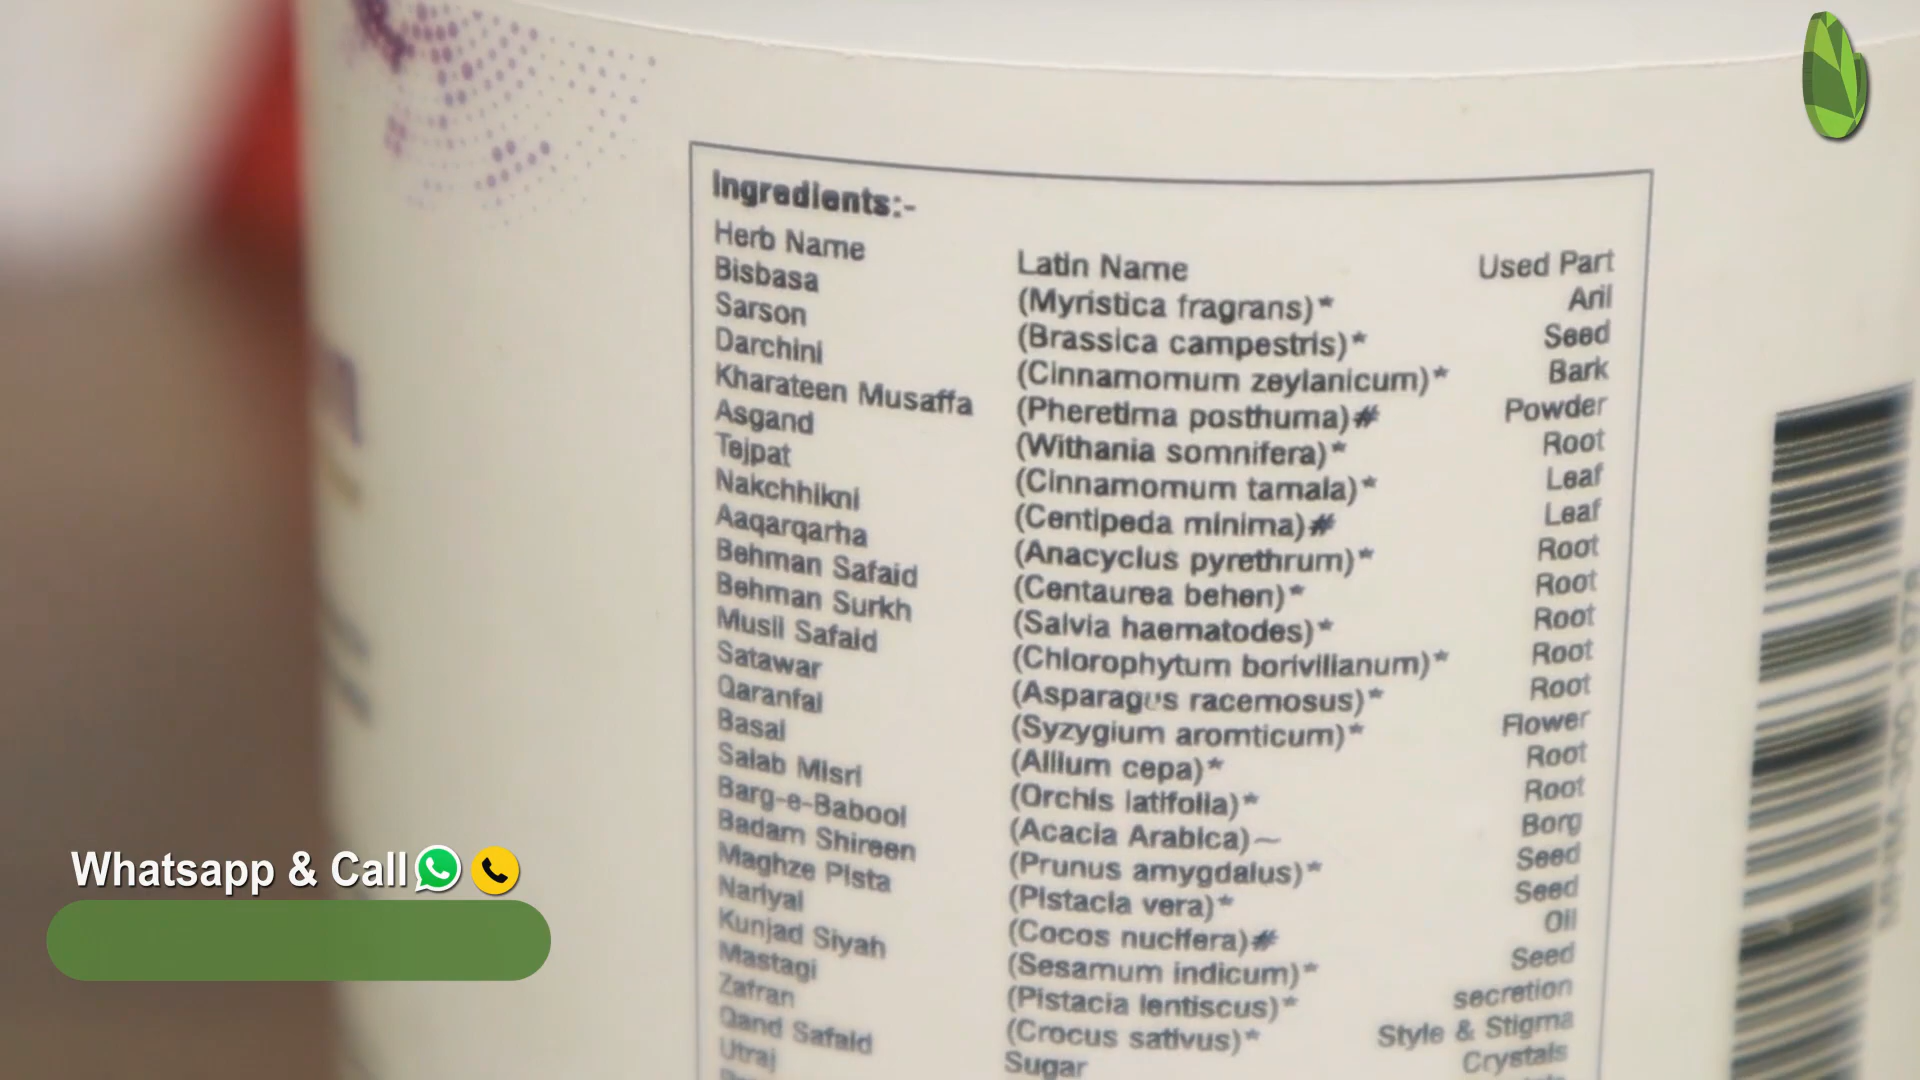 Ingredients:-
Herb Name Latin Name Used Part
Bisbasa (Myristica fragrans)* Aril
Sarson (Brassica campestris)* Seed
Darchini (Cinnamomum zeylanicum)* Bark
Kharateen Musaffa (Pheretima posthuma)# Powder
Asgand (Withania somnifera)* Root
Tejpat (Cinnamomum tamala)* Leaf
Nakchhikni (Centipeda minima)# Leaf
Aaqarqarha (Anacyclus pyrethrum)* Root
Behman Safaid (Centaurea behen)* Root
Behman Surkh (Salvia haematodes)* Root
Musli Safaid (Chlorophytum borivilianum)* Root
Satawar (Asparagus racemosus)* Root
Qaranfal (Syzygium aromticum)* Flower
Basal (Allium cepa)* Root
Salab Misri (Orchis latifolia)* Root
Barg-e-Babool (Acacia Arabica)~ Borg
Badam Shireen (Prunus amygdalus)* Seed
Maghze Pista (Pistacia vera)* Seed
Nariyal (Cocos nucifera)# Oil
Kunjad Siyah (Sesamum indicum)* Seed
Mastagi (Pistacia lentiscus)* secretion
Zafran (Crocus sativus)* Style & Stigma
Qand Safaid Sugar Crystals
Utraj
Whatsapp & Call